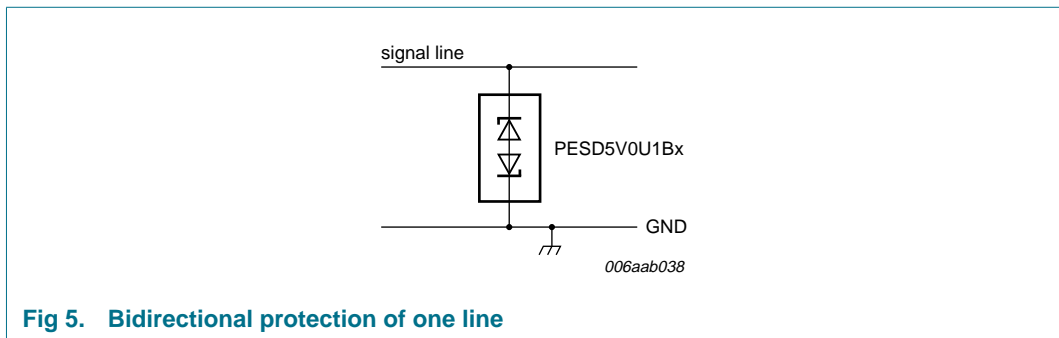 signal line
PESD5V0U1Bx
GND
006aab038
Fig 5. Bidirectional protection of one line